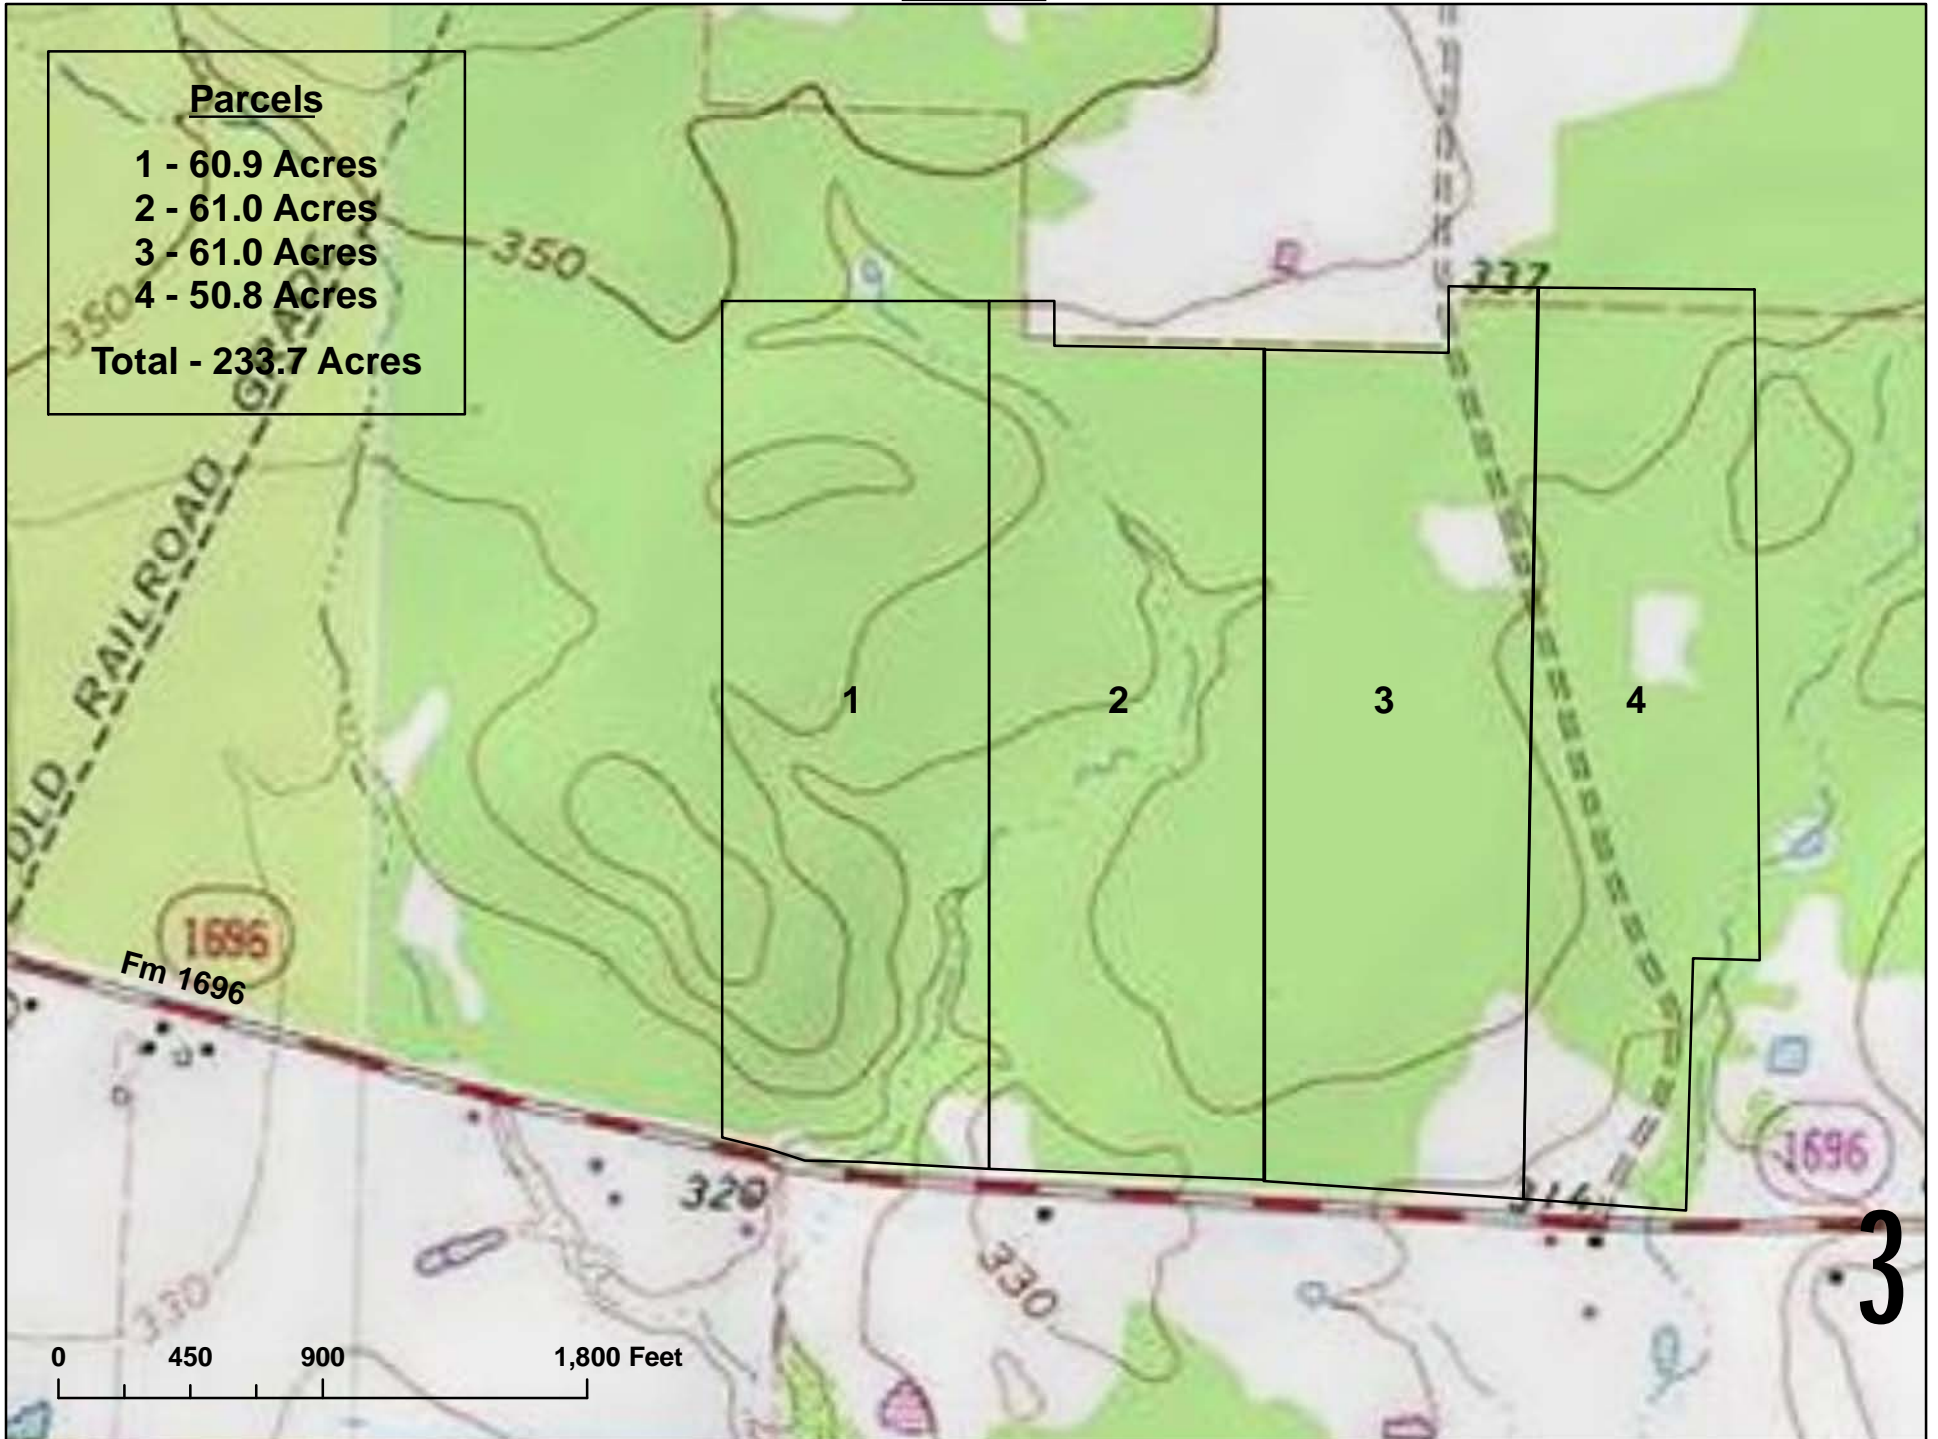 Parcels
1 - 60.9 Acres
2 - 61.0 Acres
3 - 61.0 Acres
4 - 50.8 Acres
Total - 233.7 Acres
350
350
337
OLD RAILROAD GRADE
1
2
3
4
1696
Fm 1696
1696
320
314
3
330
330
0 450 900 1,800 Feet